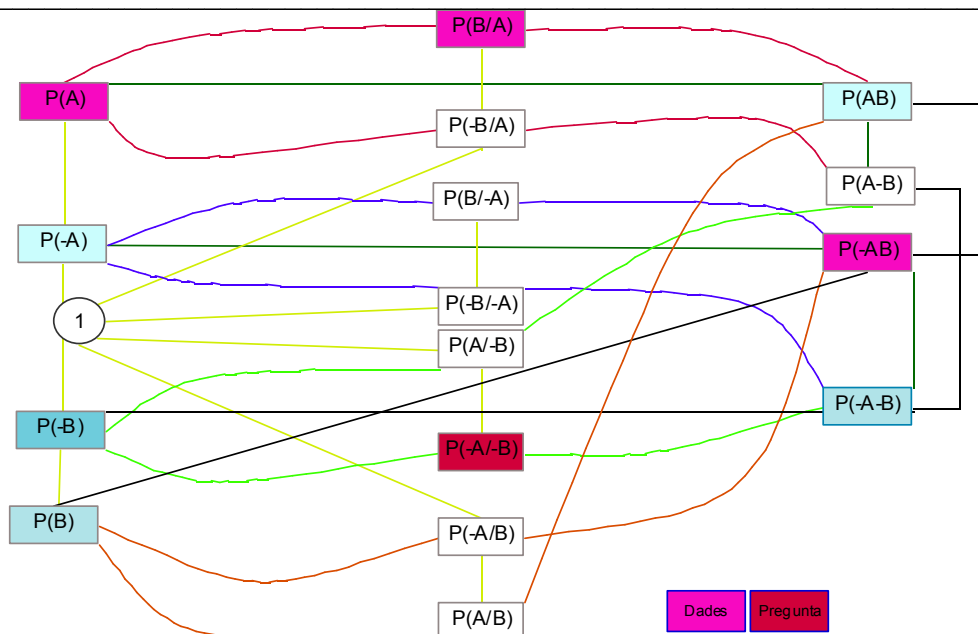 P(B/A)
P(A)
P(AB)
P(-B/A)
P(A-B)
P(B/-A)
P(-A)
P(-AB)
P(-B/-A)
1
P(A/-B)
P(-A-B)
P(-B)
P(-A/-B)
P(B)
P(-A/B)
P(A/B)
Dades
Pregunta